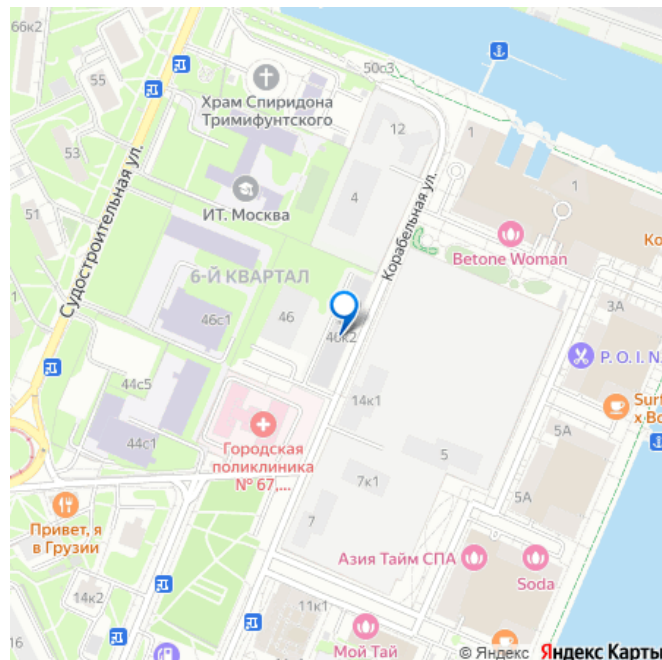 66к2
55
50с3
Храм Спиридона
Тримифунтского
12
1
53
1
4
ИТ. Москва
51
Корабельная ул.
Судостроительная ул.
Betone Woman
Ко
6-Й КВАРТАЛ
46с1
46
46к2
3А
P. O. I. N.
44с5
14к1
Surf
x Bo
44с1
Городская
поликлиника
№ 67,...
5
5А
7к1
5А
Привет, я
в Грузии
7
Азия Тайм СПА
Soda
14к2
11к1
16
Мой Тай
© Яндекс Яндекс Карты